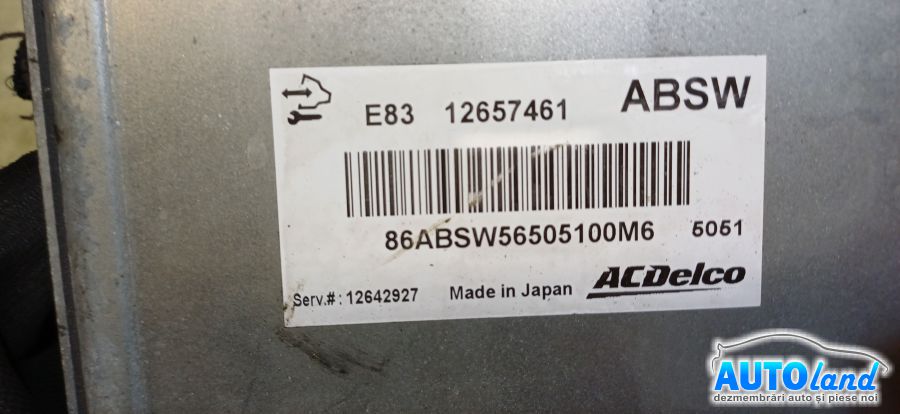 E83 12657461 ABSW
86ABSW56505100M6 5051
Serv.#: 12642927 Made in Japan ACDelco
AUTOland
dezmembrări auto și piese noi